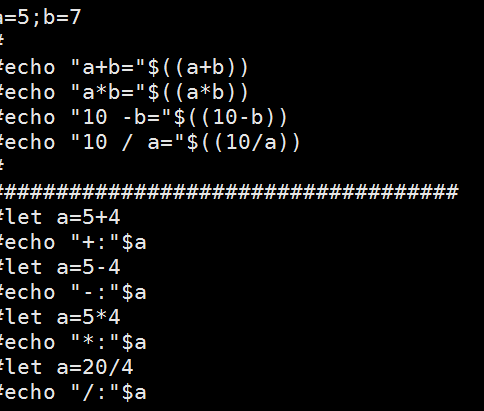 a=5;b=7
#
#echo "a+b="$((a+b))
#echo "a*b="$((a*b))
#echo "10 -b="$((10-b))
#echo "10 / a="$((10/a))
#
####################################
#let a=5+4
#echo "+:"$a
#let a=5-4
#echo "-:"$a
#let a=5*4
#echo "*:"$a
#let a=20/4
#echo "/:"$a